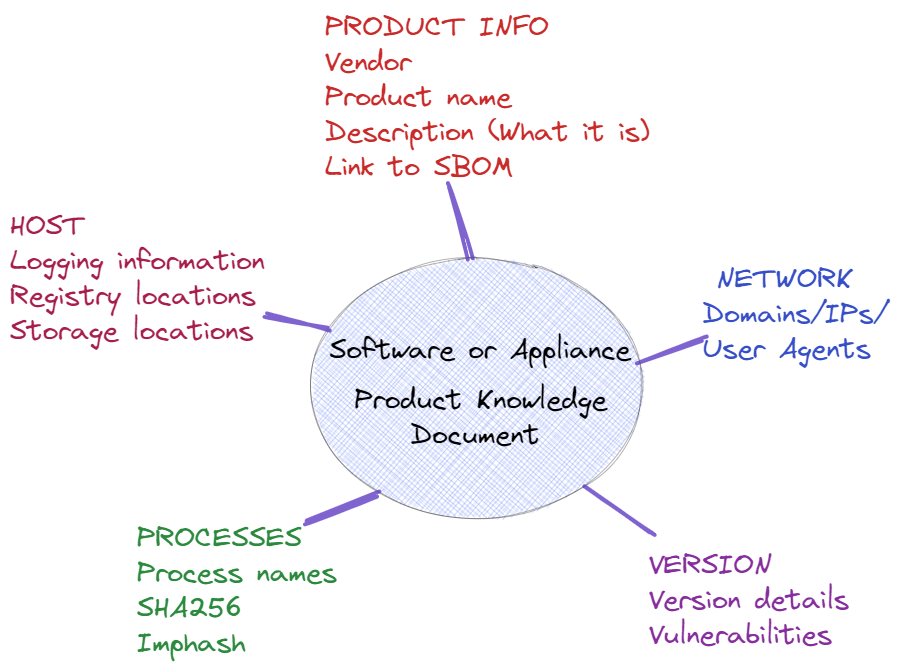 PRODUCT INFO
Vendor
Product name
Description (What it is)
Link to SBOM
HOST
Logging information
Registry locations
Storage locations
NETWORK
Domains/IPs/
User Agents
Software or Appliance
Product Knowledge
Document
PROCESSES
Process names
SHA256
Imphash
VERSION
Version details
Vulnerabilities